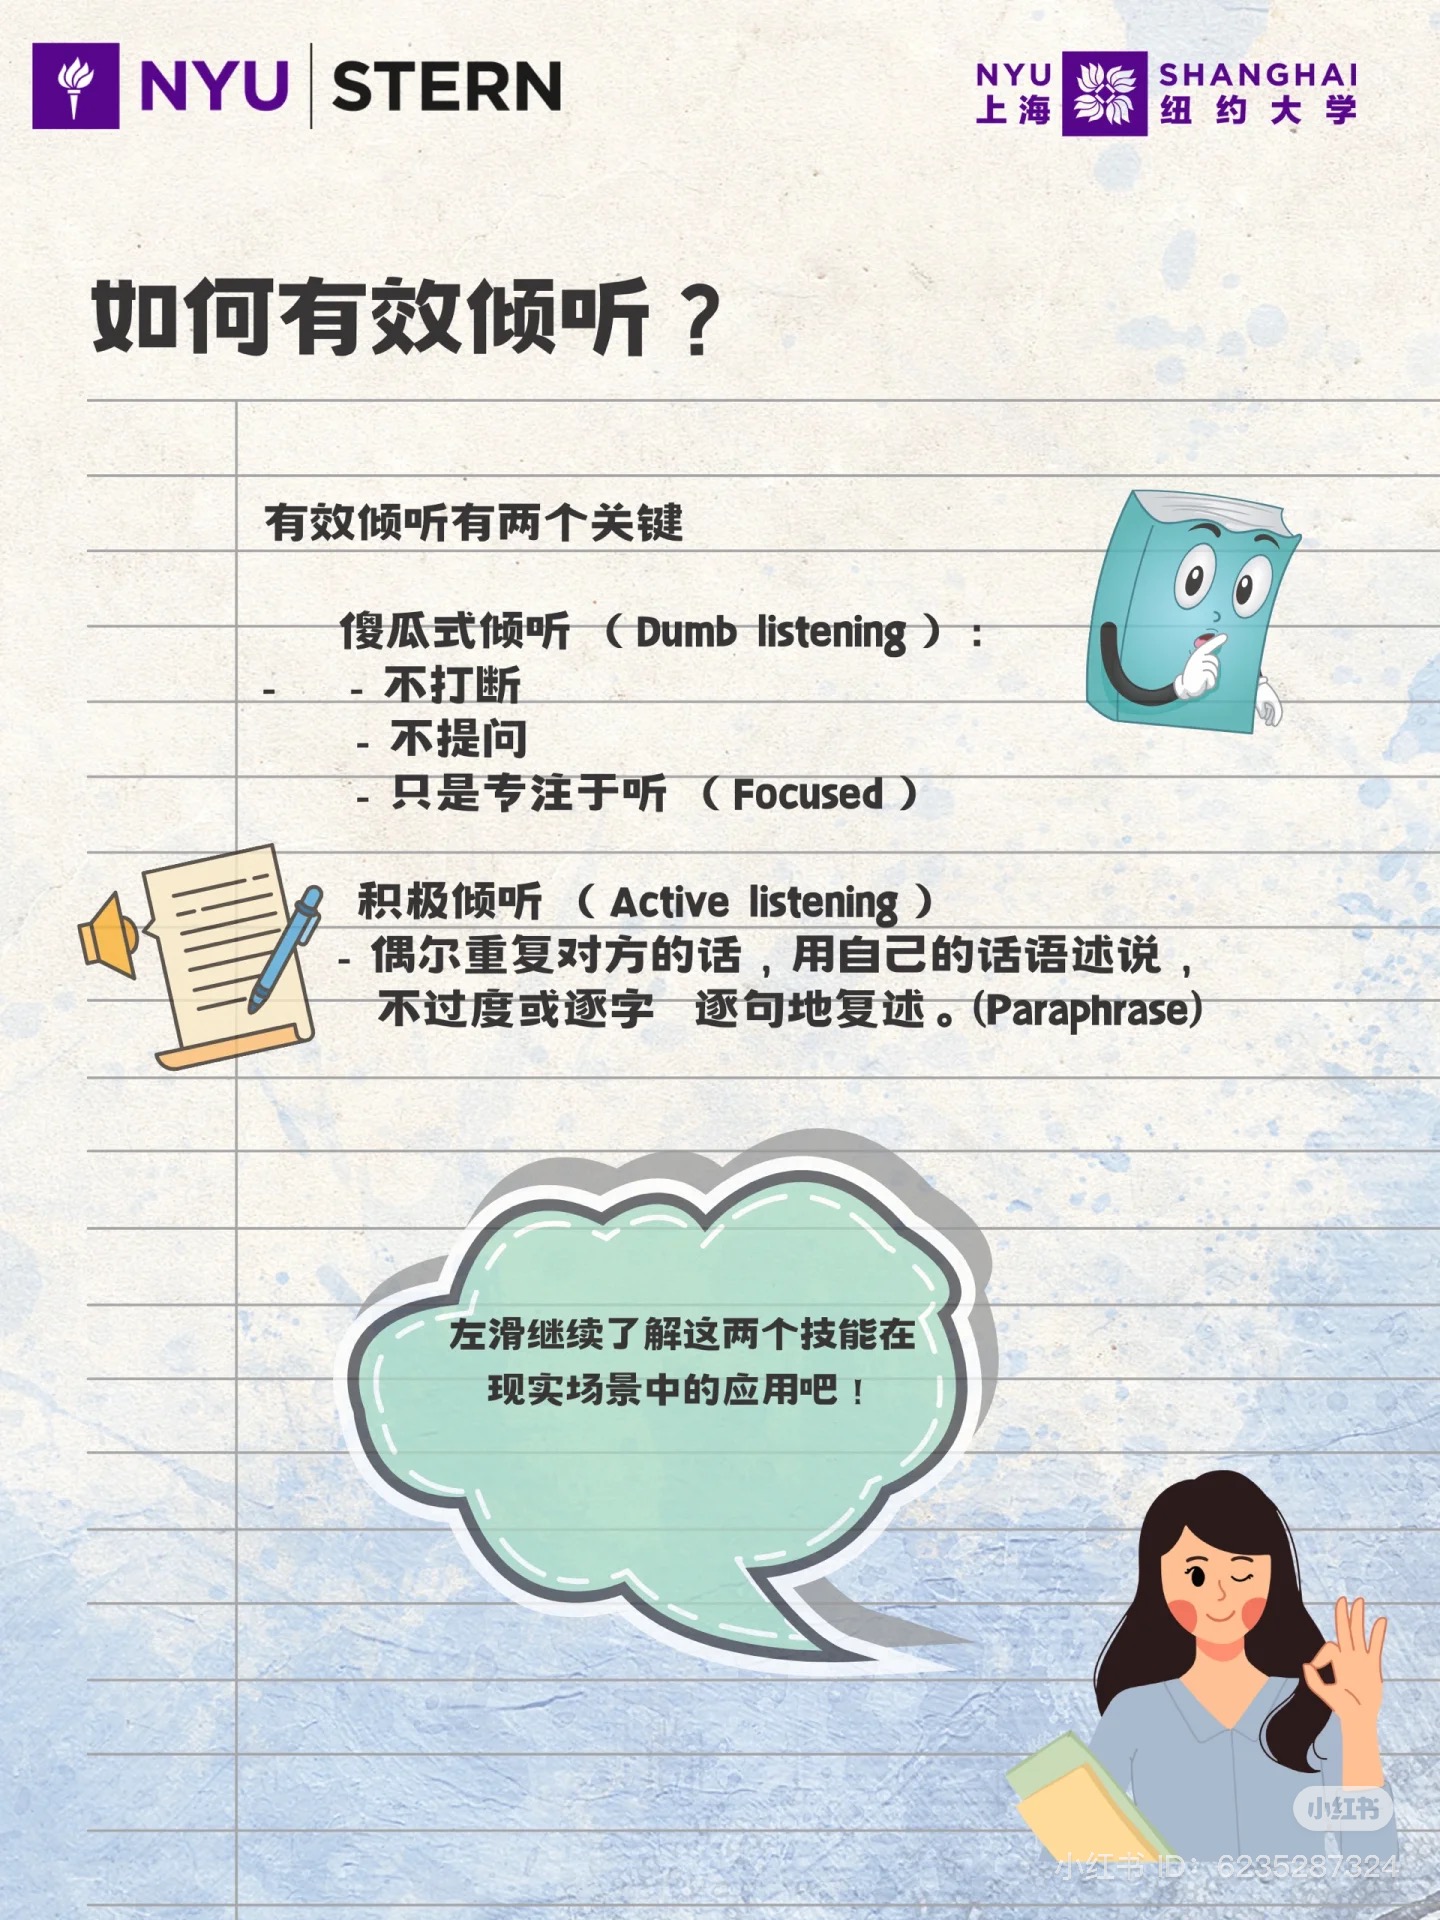 NYU STERN
NYU SHANGHAI
上海 纽约大学
如何有效倾听？
有效倾听有两个关键
傻瓜式倾听（Dumb listening）：
- - 不打断
- 不提问
- 只是专注于听（Focused）
积极倾听（Active listening）
- 偶尔重复对方的话，用自己的话语述说，
不过度或逐字 逐句地复述。(Paraphrase)
左滑继续了解这两个技能在
现实场景中的应用吧！
小红书
小红书 ID：6235287324